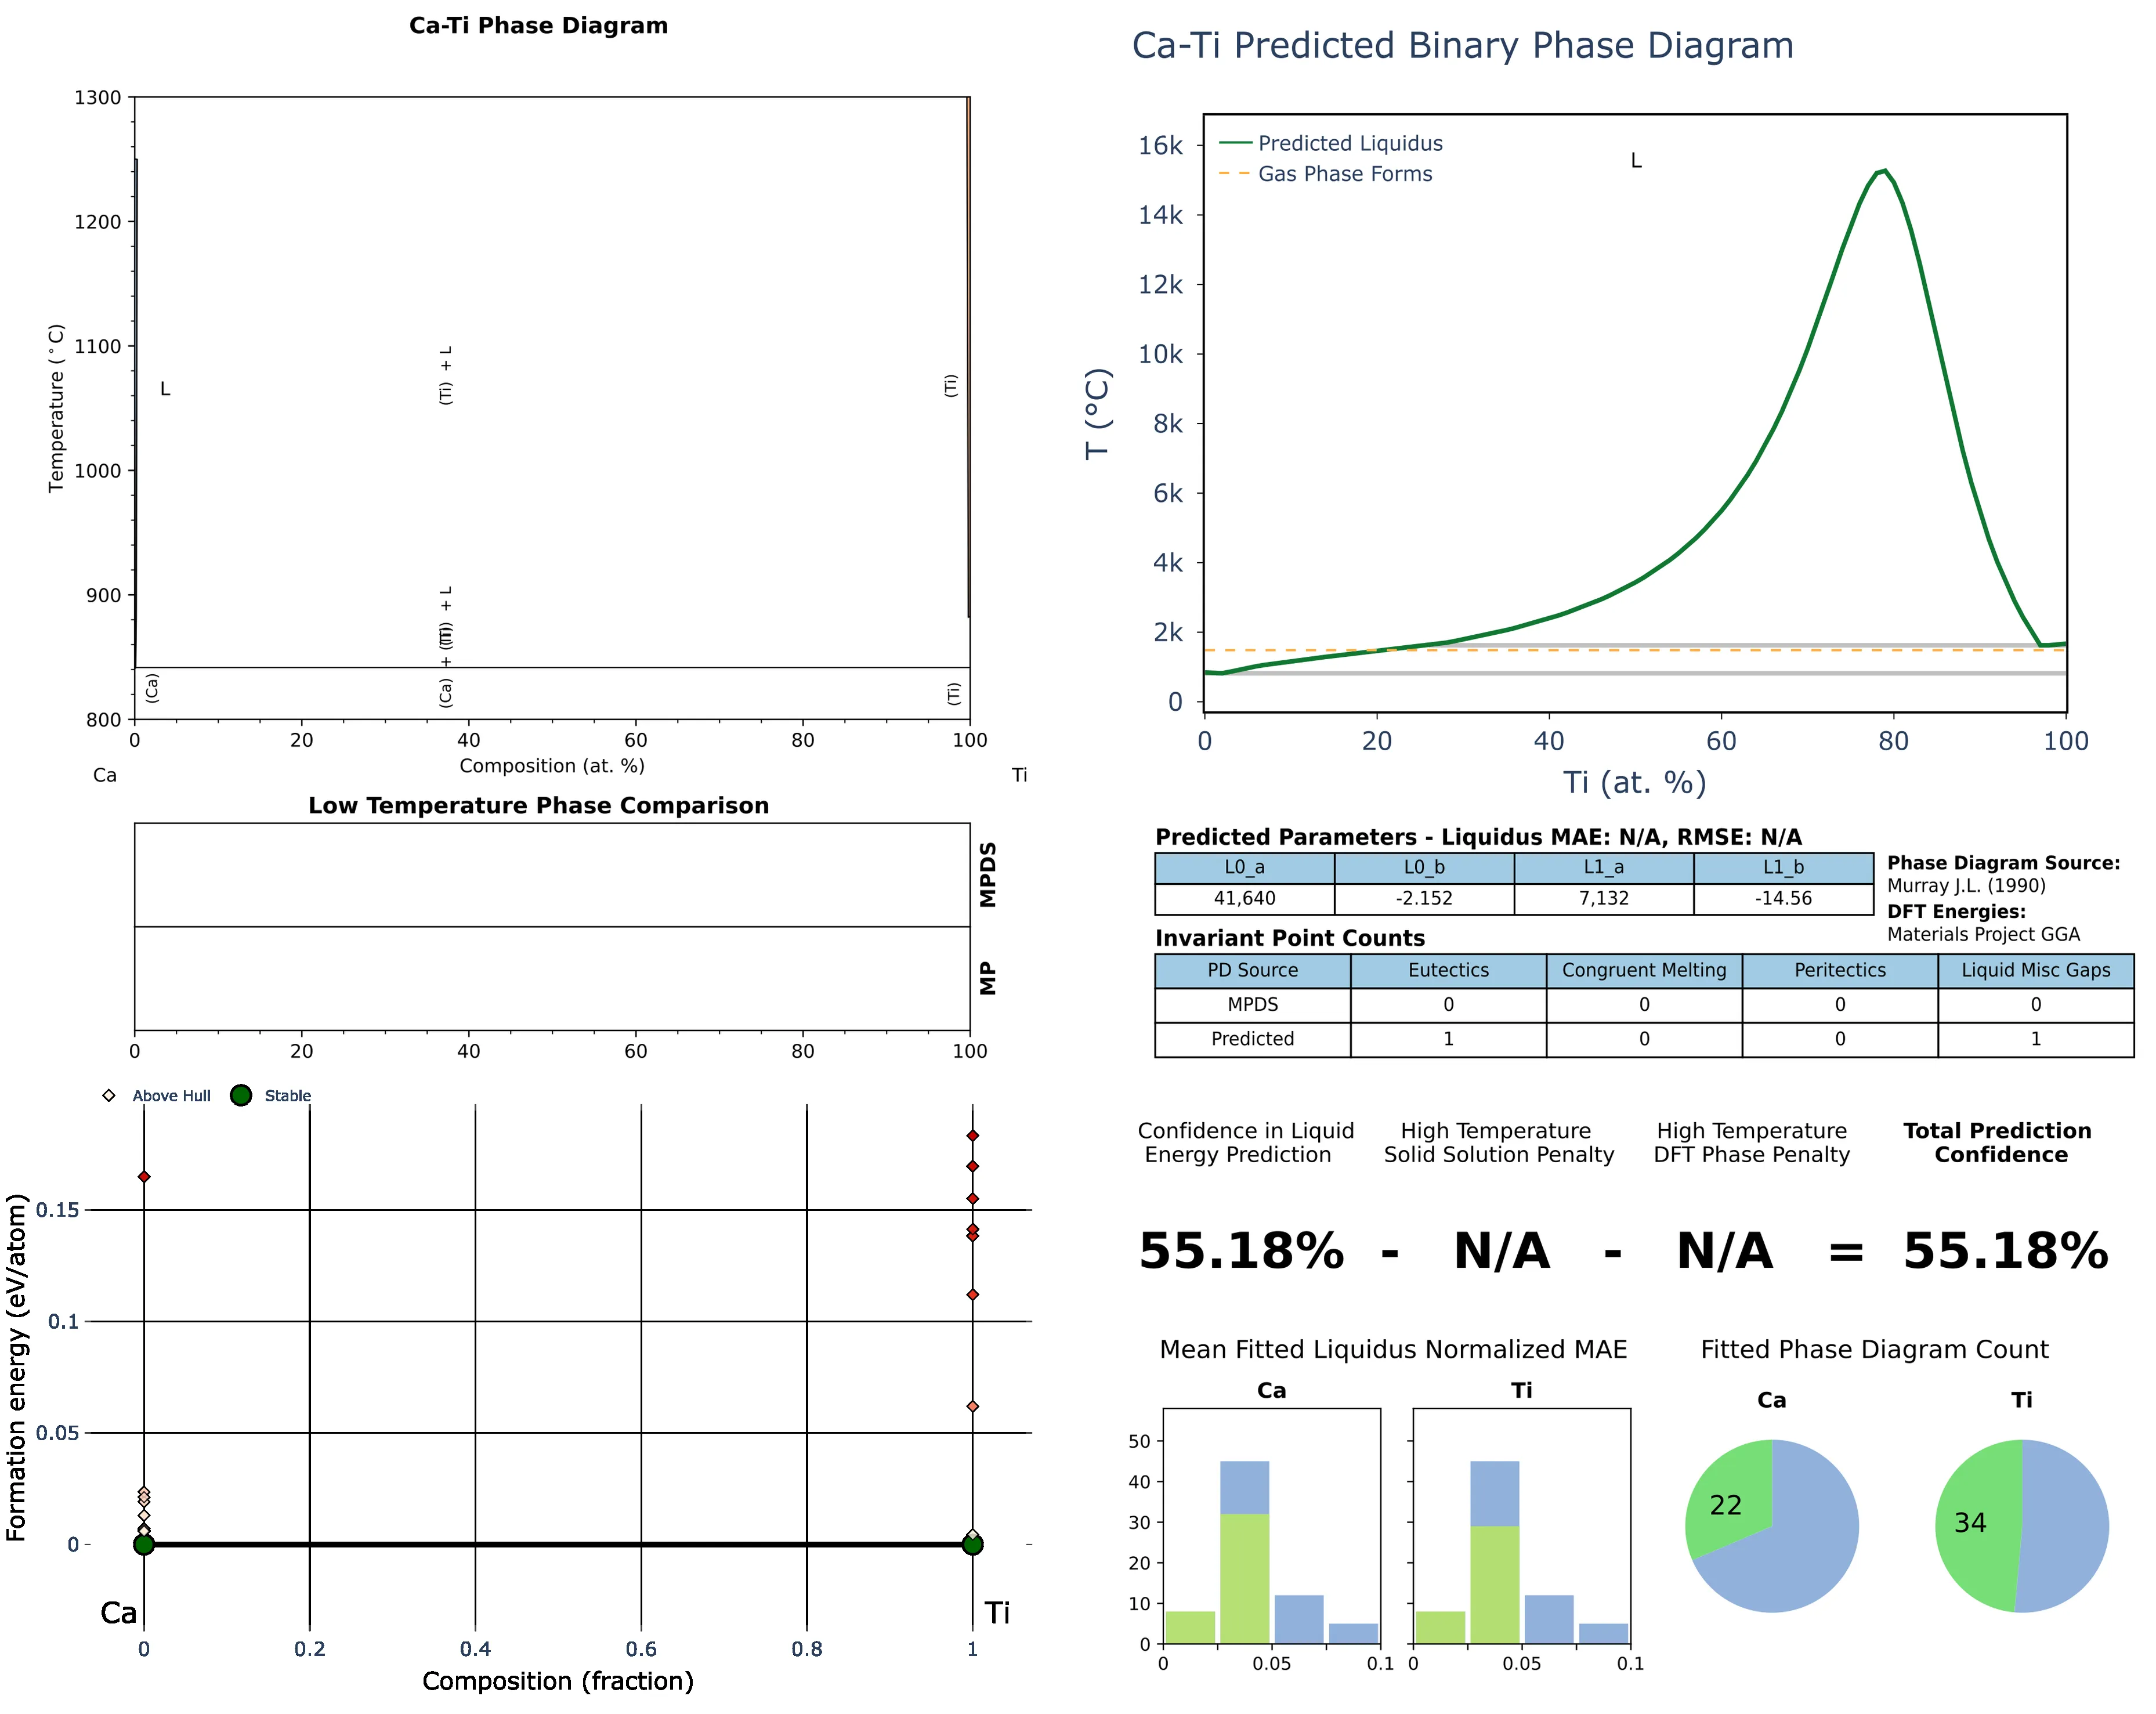 Ca-Ti Phase Diagram
1300
1200
1100
1000
900
800
Temperature (°C)
L
(Ti) + L
(Ti)
(Ti) + L
(Ca) + (Ti)
(Ca)
(Ti)
0 20 40 60 80 100
Composition (at. %)
Ca Ti
Low Temperature Phase Comparison
MPDS
MP
0 20 40 60 80 100
Above Hull Stable
Formation energy (eV/atom)
0.15
0.1
0.05
0
Ca Ti
0 0.2 0.4 0.6 0.8 1
Composition (fraction)
Ca-Ti Predicted Binary Phase Diagram
Predicted Liquidus
Gas Phase Forms
L
16k
14k
12k
10k
8k
6k
4k
2k
0
T (°C)
0 20 40 60 80 100
Ti (at. %)
Predicted Parameters - Liquidus MAE: N/A, RMSE: N/A
L0_a L0_b L1_a L1_b
41,640 -2.152 7,132 -14.56
Phase Diagram Source:
Murray J.L. (1990)
DFT Energies:
Materials Project GGA
Invariant Point Counts
PD Source Eutectics Congruent Melting Peritectics Liquid Misc Gaps
MPDS 0 0 0 0
Predicted 1 0 0 1
Confidence in Liquid
Energy Prediction
High Temperature
Solid Solution Penalty
High Temperature
DFT Phase Penalty
Total Prediction
Confidence
55.18% - N/A - N/A = 55.18%
Mean Fitted Liquidus Normalized MAE
Ca Ti
50
40
30
20
10
0
0 0.05 0.1 0 0.05 0.1
Fitted Phase Diagram Count
Ca Ti
22 34